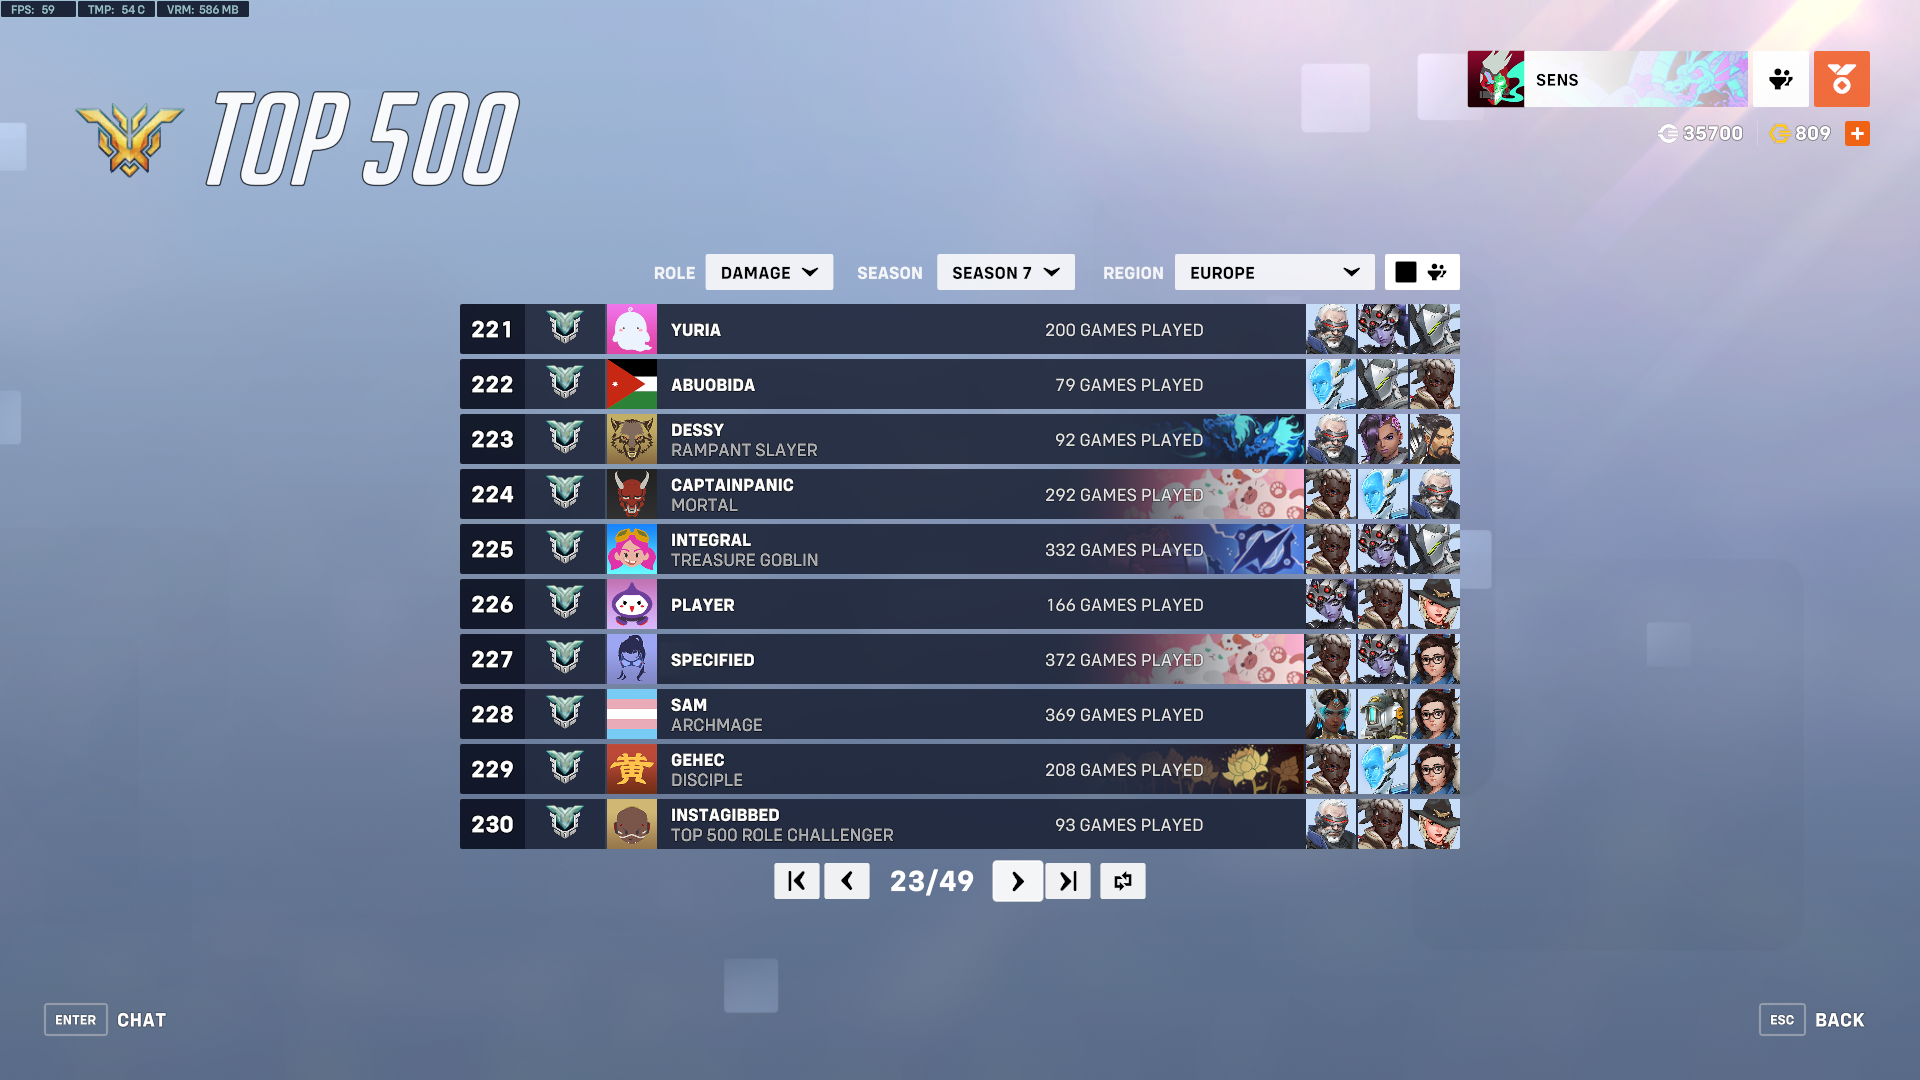 FPS: 59 TMP: 54 C VRM: 586 MB
TOP 500
SENS
35700 809
ROLE DAMAGE SEASON SEASON 7 REGION EUROPE
221 YURIA 200 GAMES PLAYED
222 ABUOBIDA 79 GAMES PLAYED
223 DESSY 92 GAMES PLAYED
RAMPANT SLAYER
224 CAPTAINPANIC 292 GAMES PLAYED
MORTAL
225 INTEGRAL 332 GAMES PLAYED
TREASURE GOBLIN
226 PLAYER 166 GAMES PLAYED
227 SPECIFIED 372 GAMES PLAYED
228 SAM 369 GAMES PLAYED
ARCHMAGE
229 黄 GEHEC 208 GAMES PLAYED
DISCIPLE
230 INSTAGIBBED 93 GAMES PLAYED
TOP 500 ROLE CHALLENGER
23/49
ENTER CHAT
ESC BACK